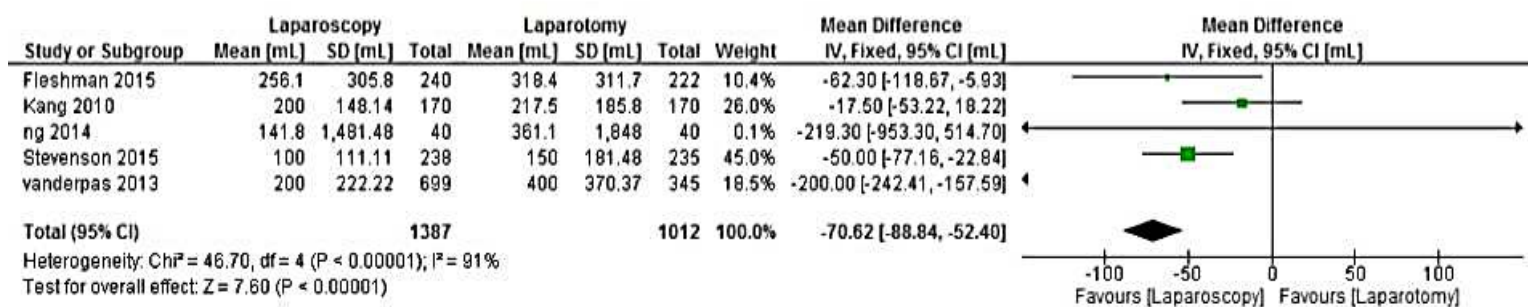 Laparoscopy Laparotomy Mean Difference Mean Difference
Study or Subgroup Mean [mL] SD [mL] Total Mean [mL] SD [mL] Total Weight IV, Fixed, 95% CI [mL] IV, Fixed, 95% CI [mL]
Fleshman 2015 256.1 305.8 240 318.4 311.7 222 10.4% -62.30 [-118.67, -5.93]
Kang 2010 200 148.14 170 217.5 185.8 170 26.0% -17.50 [-53.22, 18.22]
ng 2014 141.8 1,481.48 40 361.1 1,848 40 0.1% -219.30 [-953.30, 514.70]
Stevenson 2015 100 111.11 238 150 181.48 235 45.0% -50.00 [-77.16, -22.84]
vanderpas 2013 200 222.22 699 400 370.37 345 18.5% -200.00 [-242.41, -157.59]
Total (95% CI) 1387 1012 100.0% -70.62 [-88.84, -52.40]
Heterogeneity: Chi² = 46.70, df = 4 (P < 0.00001); I² = 91%
Test for overall effect: Z = 7.60 (P < 0.00001)
-100 -50 0 50 100
Favours [Laparoscopy] Favours [Laparotomy]